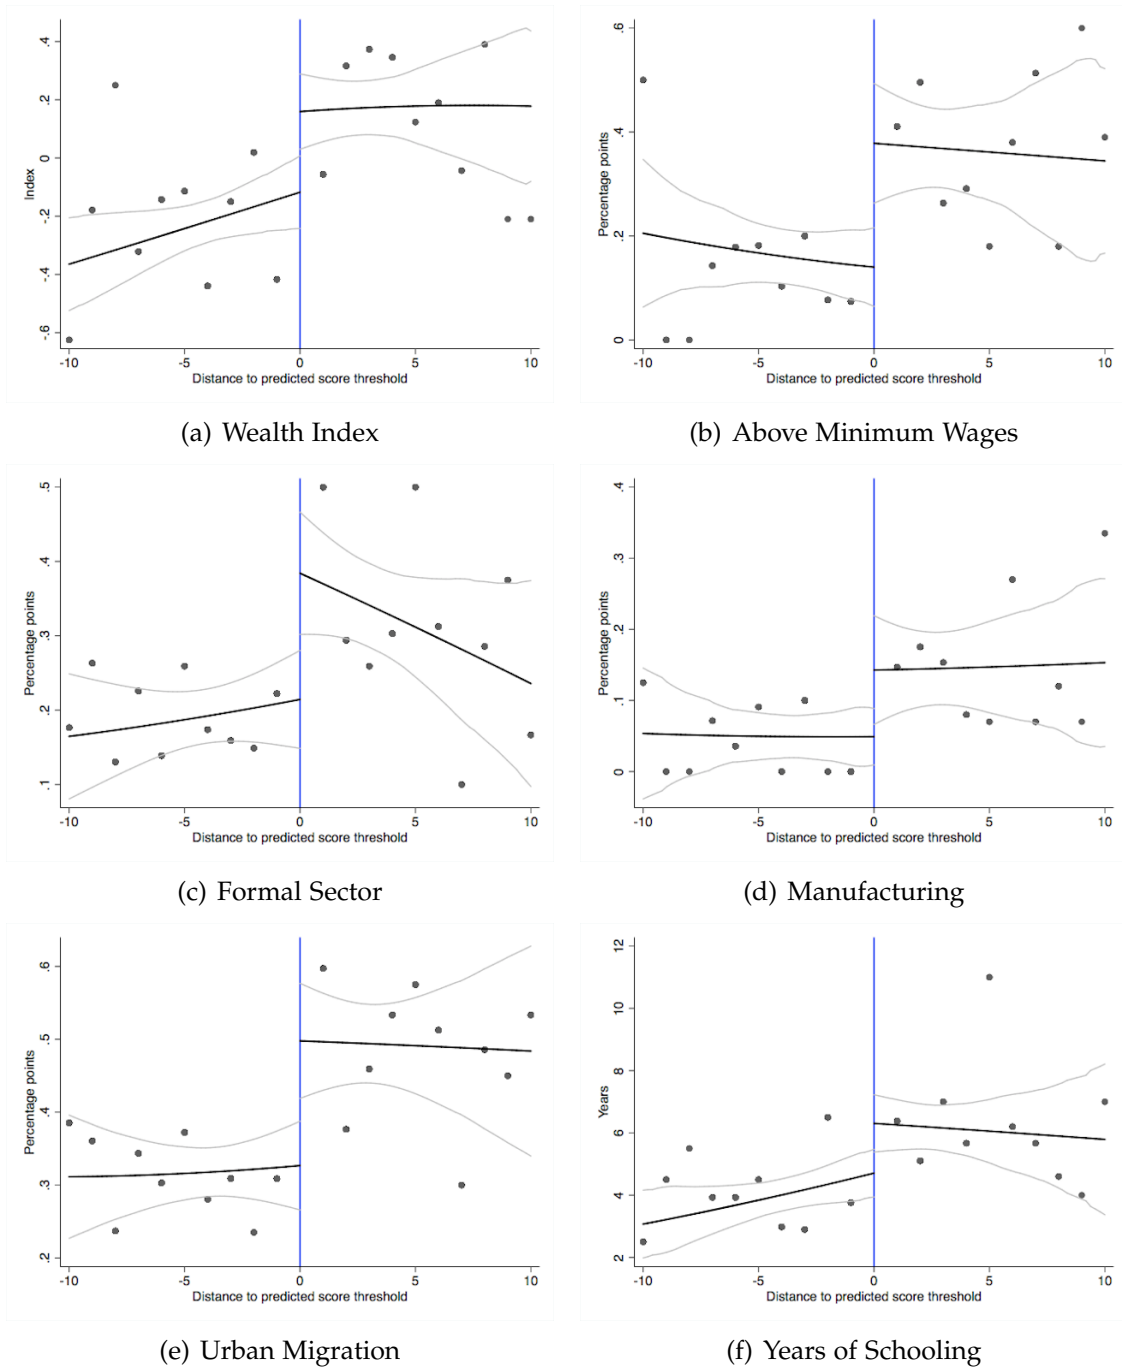 .4
.2
0
-.2
-.4
-.6
Index
-10 -5 0 5 10
Distance to predicted score threshold
(a) Wealth Index
.6
.4
.2
0
Percentage points
-10 -5 0 5 10
Distance to predicted score threshold
(b) Above Minimum Wages
.5
.4
.3
.2
.1
Percentage points
-10 -5 0 5 10
Distance to predicted score threshold
(c) Formal Sector
.4
.3
.2
.1
0
Percentage points
-10 -5 0 5 10
Distance to predicted score threshold
(d) Manufacturing
.6
.5
.4
.3
.2
Percentage points
-10 -5 0 5 10
Distance to predicted score threshold
(e) Urban Migration
12
10
8
6
4
2
Years
-10 -5 0 5 10
Distance to predicted score threshold
(f) Years of Schooling